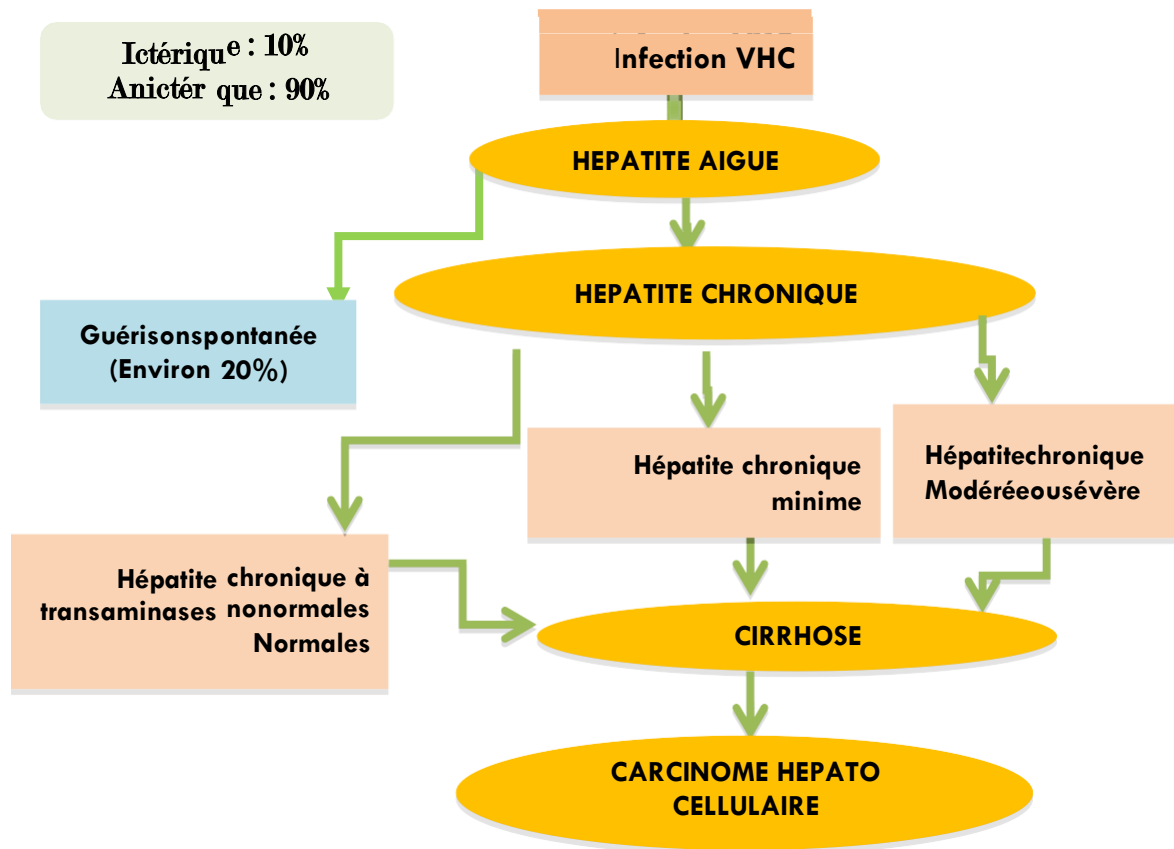 Ictérique : 10%
Anictér que : 90%
Infection VHC
HEPATITE AIGUE
HEPATITE CHRONIQUE
Guérisonspontanée
(Environ 20%)
Hépatite chronique
minime
Hépatitechronique
Modéréeousévère
Hépatite chronique à
transaminases nonormales
Normales
CIRRHOSE
CARCINOME HEPATO
CELLULAIRE